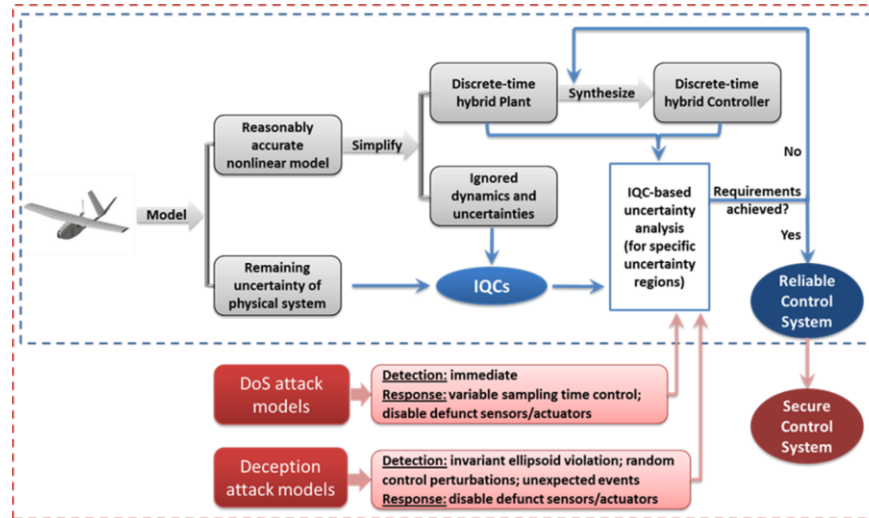 Model
Reasonably
accurate
nonlinear model
Remaining
uncertainty of
physical system
Simplify
Discrete-time
hybrid Plant
Synthesize
Discrete-time
hybrid Controller
Ignored
dynamics and
uncertainties
IQCs
IQC-based
uncertainty
analysis
(for specific
uncertainty
regions)
Requirements
achieved?
No
Yes
Reliable
Control
System
DoS attack
models
Detection: immediate
Response: variable sampling time control;
disable defunct sensors/actuators
Deception
attack models
Detection: invariant ellipsoid violation; random
control perturbations; unexpected events
Response: disable defunct sensors/actuators
Secure
Control
System